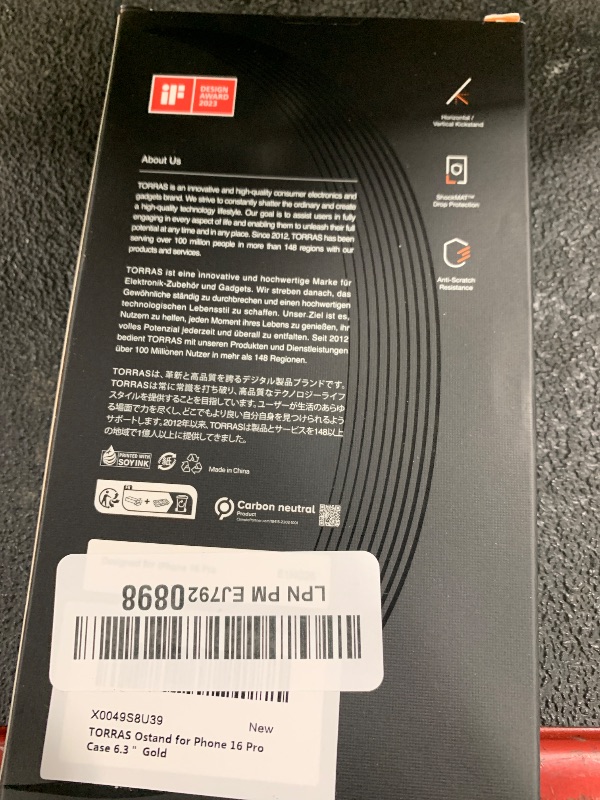 iF
DESIGN
AWARD
2023
Horizontal /
Vertical Kickstand
ShockMAT™
Drop Protection
Anti-Scratch
Resistance
About Us
TORRAS is an innovative and high-quality consumer electronics and
gadgets brand. We strive to constantly shatter the ordinary and create
a high-quality technology lifestyle. Our goal is to assist users in fully
engaging in every aspect of life and enabling them to unleash their full
potential at any time and in any place. Since 2012, TORRAS has been
serving over 100 million people in more than 148 regions with our
products and services.
TORRAS ist eine innovative und hochwertige Marke für
Elektronik-Zubehör und Gadgets. Wir streben danach, das
Gewöhnliche ständig zu durchbrechen und einen hochwertigen
technologischen Lebensstil zu schaffen. Unser Ziel ist es,
Nutzern zu helfen, jeden Moment ihres Lebens zu genießen, ihr
volles Potenzial jederzeit und überall zu entfalten. Seit 2012
bedient TORRAS mit unseren Produkten und Dienstleistungen
über 100 Millionen Nutzer in mehr als 148 Regionen.
TORRASは、革新と高品質を誇るデジタル製品ブランドです。
TORRASは常に常識を打ち破り、高品質なテクノロジーライフ
スタイルを提供することを目指しています。ユーザーが生活のあらゆ
る場面で力を尽くし、どこでもより良い自分自身を見つけられるよう
サポートします。2012年以来、TORRASは製品とサービスを148以上
の地域で1億人以上に提供してきました。
PRINTED WITH
SOY INK
Made in China
FR
Carbon neutral
Product
LPN PM EJ7920898
X0049S8U39
New
TORRAS Ostand for Phone 16 Pro
Case 6.3 " Gold